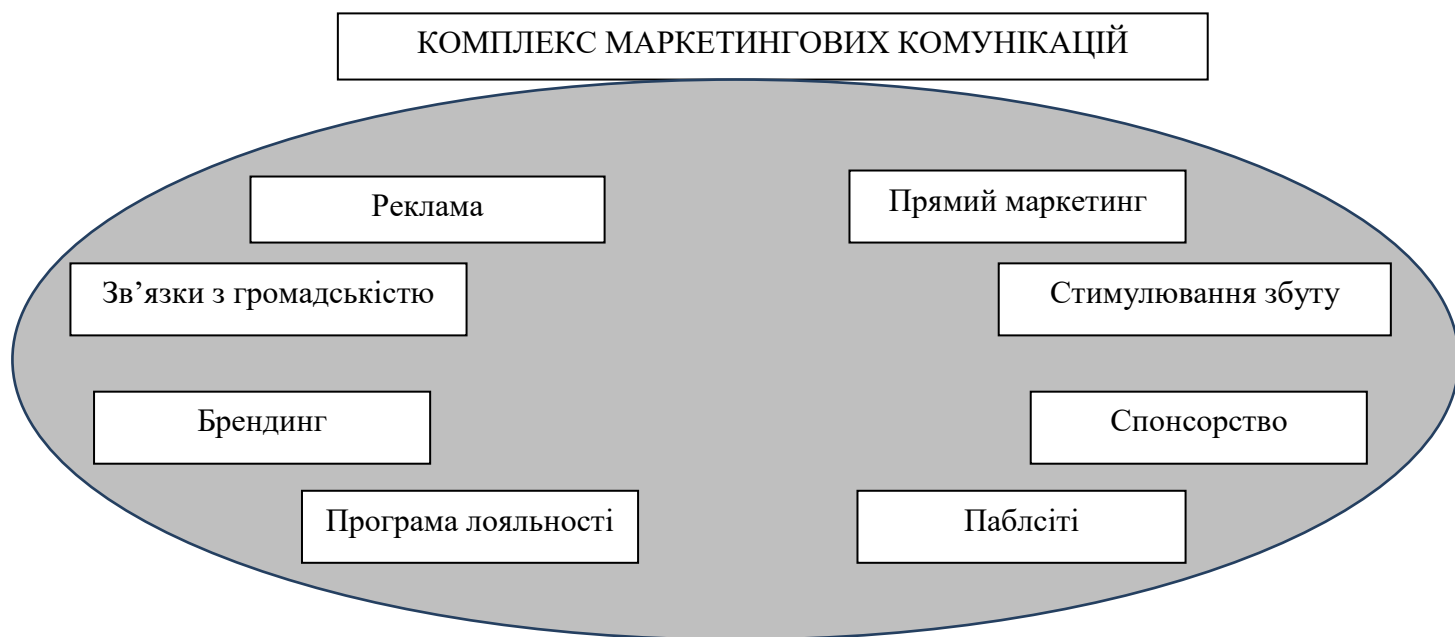 КОМПЛЕКС МАРКЕТИНГОВИХ КОМУНІКАЦІЙ
Реклама
Прямий маркетинг
Зв’язки з громадськістю
Стимулювання збуту
Брендинг
Спонсорство
Програма лояльності
Паблсіті